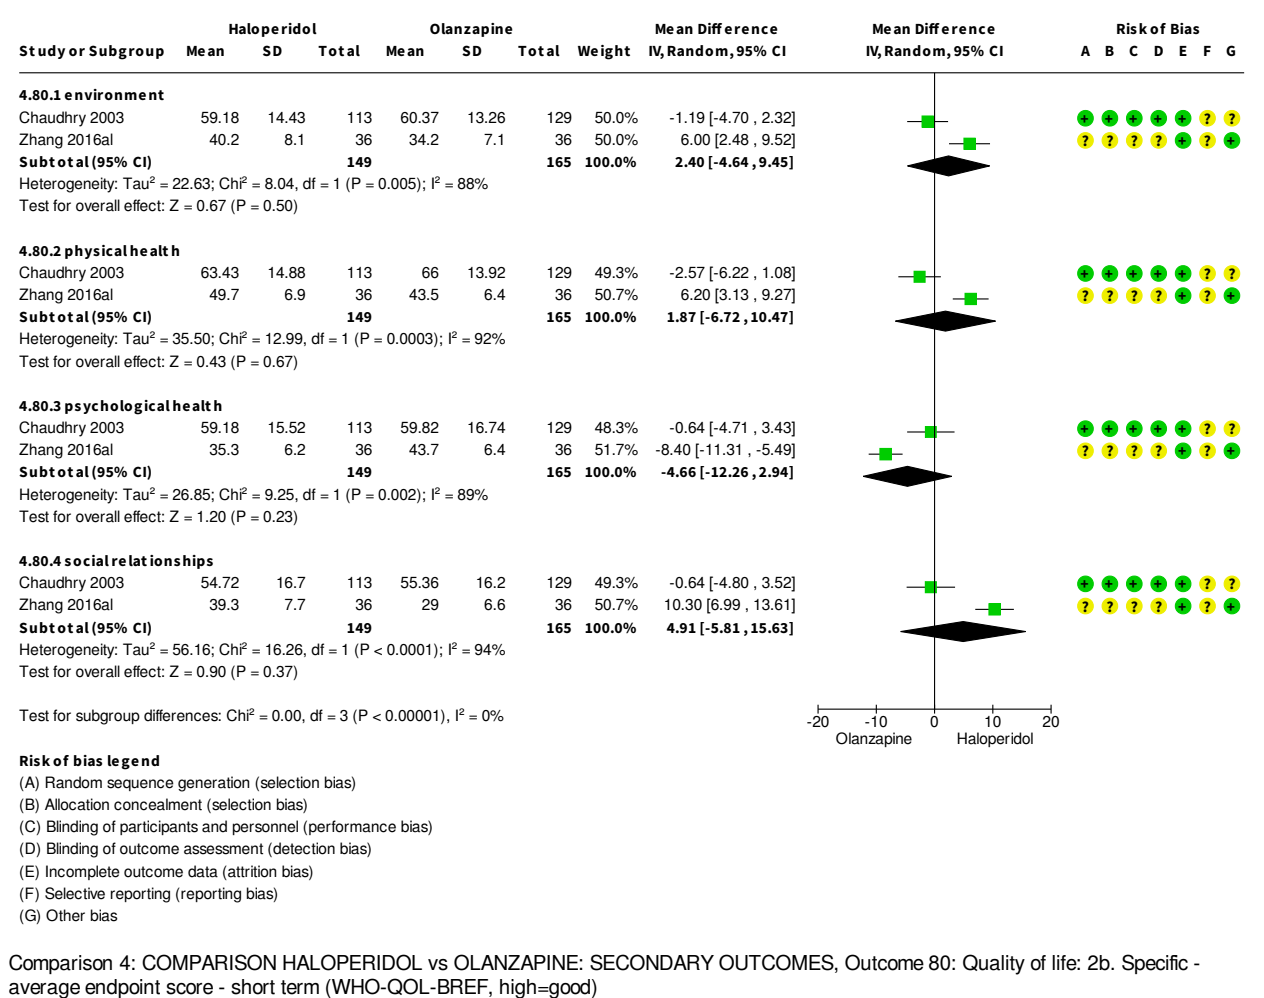 Haloperidol Olanzapine Mean Difference Mean Difference Risk of Bias
Study or Subgroup Mean SD Total Mean SD Total Weight IV, Random, 95% CI IV, Random, 95% CI A B C D E F G
4.80.1 environment
Chaudhry 2003 59.18 14.43 113 60.37 13.26 129 50.0% -1.19 [-4.70 , 2.32] + + + + + ? ?
Zhang 2016al 40.2 8.1 36 34.2 7.1 36 50.0% 6.00 [2.48 , 9.52] ? ? ? ? + ? +
Subtotal (95% CI) 149 165 100.0% 2.40 [-4.64 , 9.45]
Heterogeneity: Tau² = 22.63; Chi² = 8.04, df = 1 (P = 0.005); I² = 88%
Test for overall effect: Z = 0.67 (P = 0.50)
4.80.2 physical health
Chaudhry 2003 63.43 14.88 113 66 13.92 129 49.3% -2.57 [-6.22 , 1.08] + + + + + ? ?
Zhang 2016al 49.7 6.9 36 43.5 6.4 36 50.7% 6.20 [3.13 , 9.27] ? ? ? ? + ? +
Subtotal (95% CI) 149 165 100.0% 1.87 [-6.72 , 10.47]
Heterogeneity: Tau² = 35.50; Chi² = 12.99, df = 1 (P = 0.0003); I² = 92%
Test for overall effect: Z = 0.43 (P = 0.67)
4.80.3 psychological health
Chaudhry 2003 59.18 15.52 113 59.82 16.74 129 48.3% -0.64 [-4.71 , 3.43] + + + + + ? ?
Zhang 2016al 35.3 6.2 36 43.7 6.4 36 51.7% -8.40 [-11.31 , -5.49] ? ? ? ? + ? +
Subtotal (95% CI) 149 165 100.0% -4.66 [-12.26 , 2.94]
Heterogeneity: Tau² = 26.85; Chi² = 9.25, df = 1 (P = 0.002); I² = 89%
Test for overall effect: Z = 1.20 (P = 0.23)
4.80.4 social relationships
Chaudhry 2003 54.72 16.7 113 55.36 16.2 129 49.3% -0.64 [-4.80 , 3.52] + + + + + ? ?
Zhang 2016al 39.3 7.7 36 29 6.6 36 50.7% 10.30 [6.99 , 13.61] ? ? ? ? + ? +
Subtotal (95% CI) 149 165 100.0% 4.91 [-5.81 , 15.63]
Heterogeneity: Tau² = 56.16; Chi² = 16.26, df = 1 (P < 0.0001); I² = 94%
Test for overall effect: Z = 0.90 (P = 0.37)
Test for subgroup differences: Chi² = 0.00, df = 3 (P < 0.00001), I² = 0%
-20 -10 0 10 20
Olanzapine Haloperidol
Risk of bias legend
(A) Random sequence generation (selection bias)
(B) Allocation concealment (selection bias)
(C) Blinding of participants and personnel (performance bias)
(D) Blinding of outcome assessment (detection bias)
(E) Incomplete outcome data (attrition bias)
(F) Selective reporting (reporting bias)
(G) Other bias
Comparison 4: COMPARISON HALOPERIDOL vs OLANZAPINE: SECONDARY OUTCOMES, Outcome 80: Quality of life: 2b. Specific -
average endpoint score - short term (WHO-QOL-BREF, high=good)